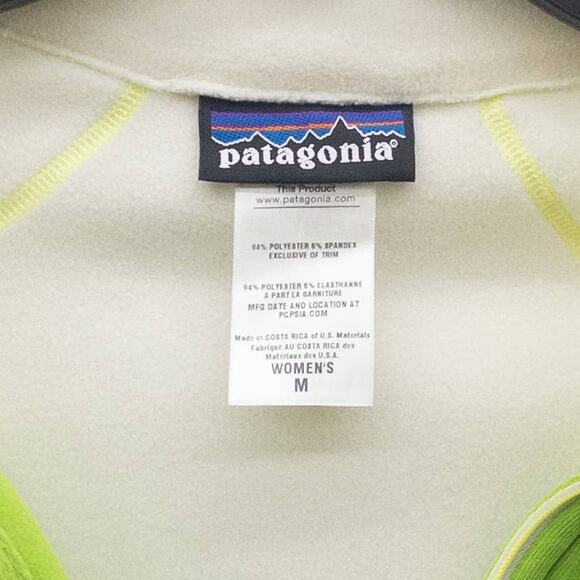 patagonia®
This Product
www.patagonia.com
94% POLYESTER 6% SPANDEX
EXCLUSIVE OF TRIM
94% POLYESTER 6% ELASTHANNE
A PART LA GARNITURE
MFG DATE AND LOCATION AT
PCPSIA.COM
Made in COSTA RICA of U.S. Materials
Fabriqué AU COSTA RICA des
Matériaux des U.S.A.
WOMEN'S
M